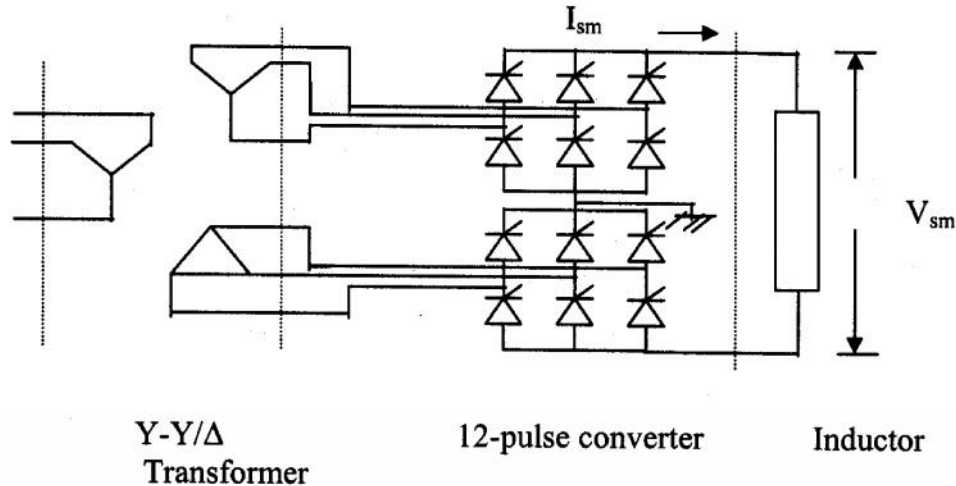 I_sm
V_sm
Y-Y/Δ
Transformer
12-pulse converter
Inductor